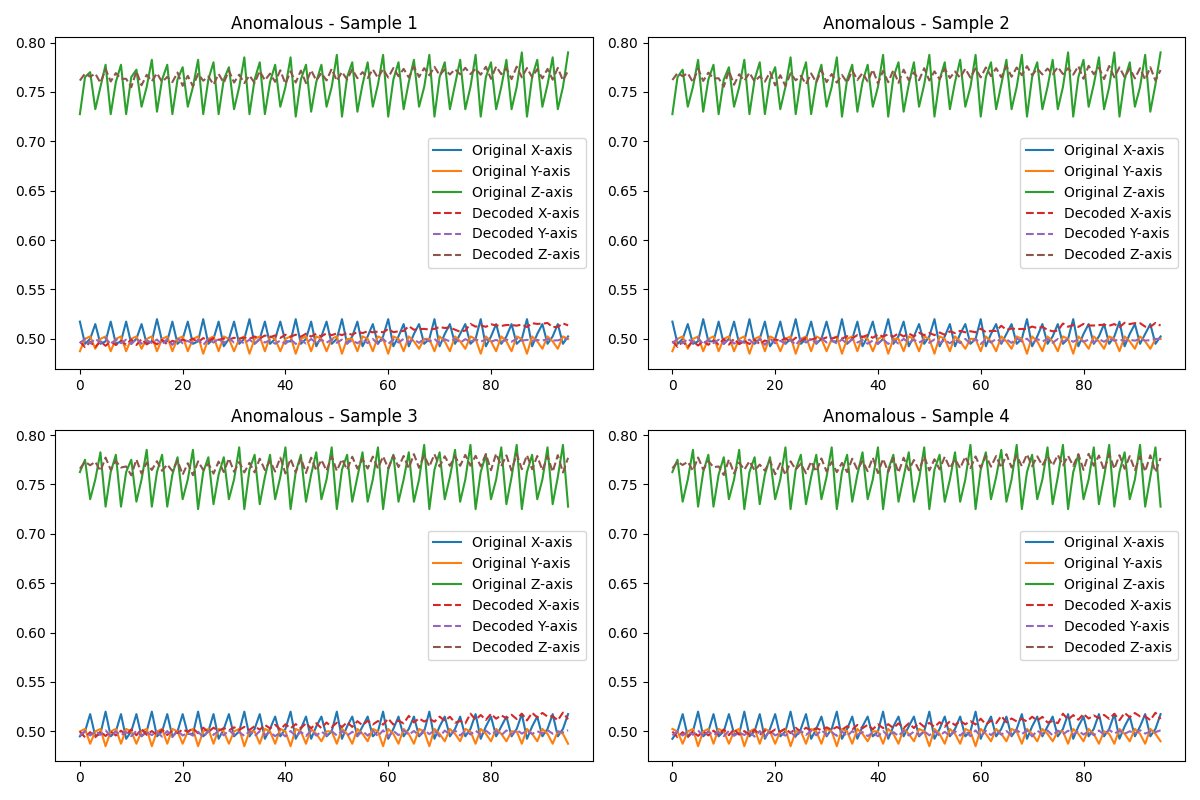 Anomalous - Sample 1
0.80
0.75
0.70
0.65
0.60
0.55
0.50
0
20
40
60
80
Original X-axis
Original Y-axis
Original Z-axis
Decoded X-axis
Decoded Y-axis
Decoded Z-axis
Anomalous - Sample 2
0.80
0.75
0.70
0.65
0.60
0.55
0.50
0
20
40
60
80
Original X-axis
Original Y-axis
Original Z-axis
Decoded X-axis
Decoded Y-axis
Decoded Z-axis
Anomalous - Sample 3
0.80
0.75
0.70
0.65
0.60
0.55
0.50
0
20
40
60
80
Original X-axis
Original Y-axis
Original Z-axis
Decoded X-axis
Decoded Y-axis
Decoded Z-axis
Anomalous - Sample 4
0.80
0.75
0.70
0.65
0.60
0.55
0.50
0
20
40
60
80
Original X-axis
Original Y-axis
Original Z-axis
Decoded X-axis
Decoded Y-axis
Decoded Z-axis